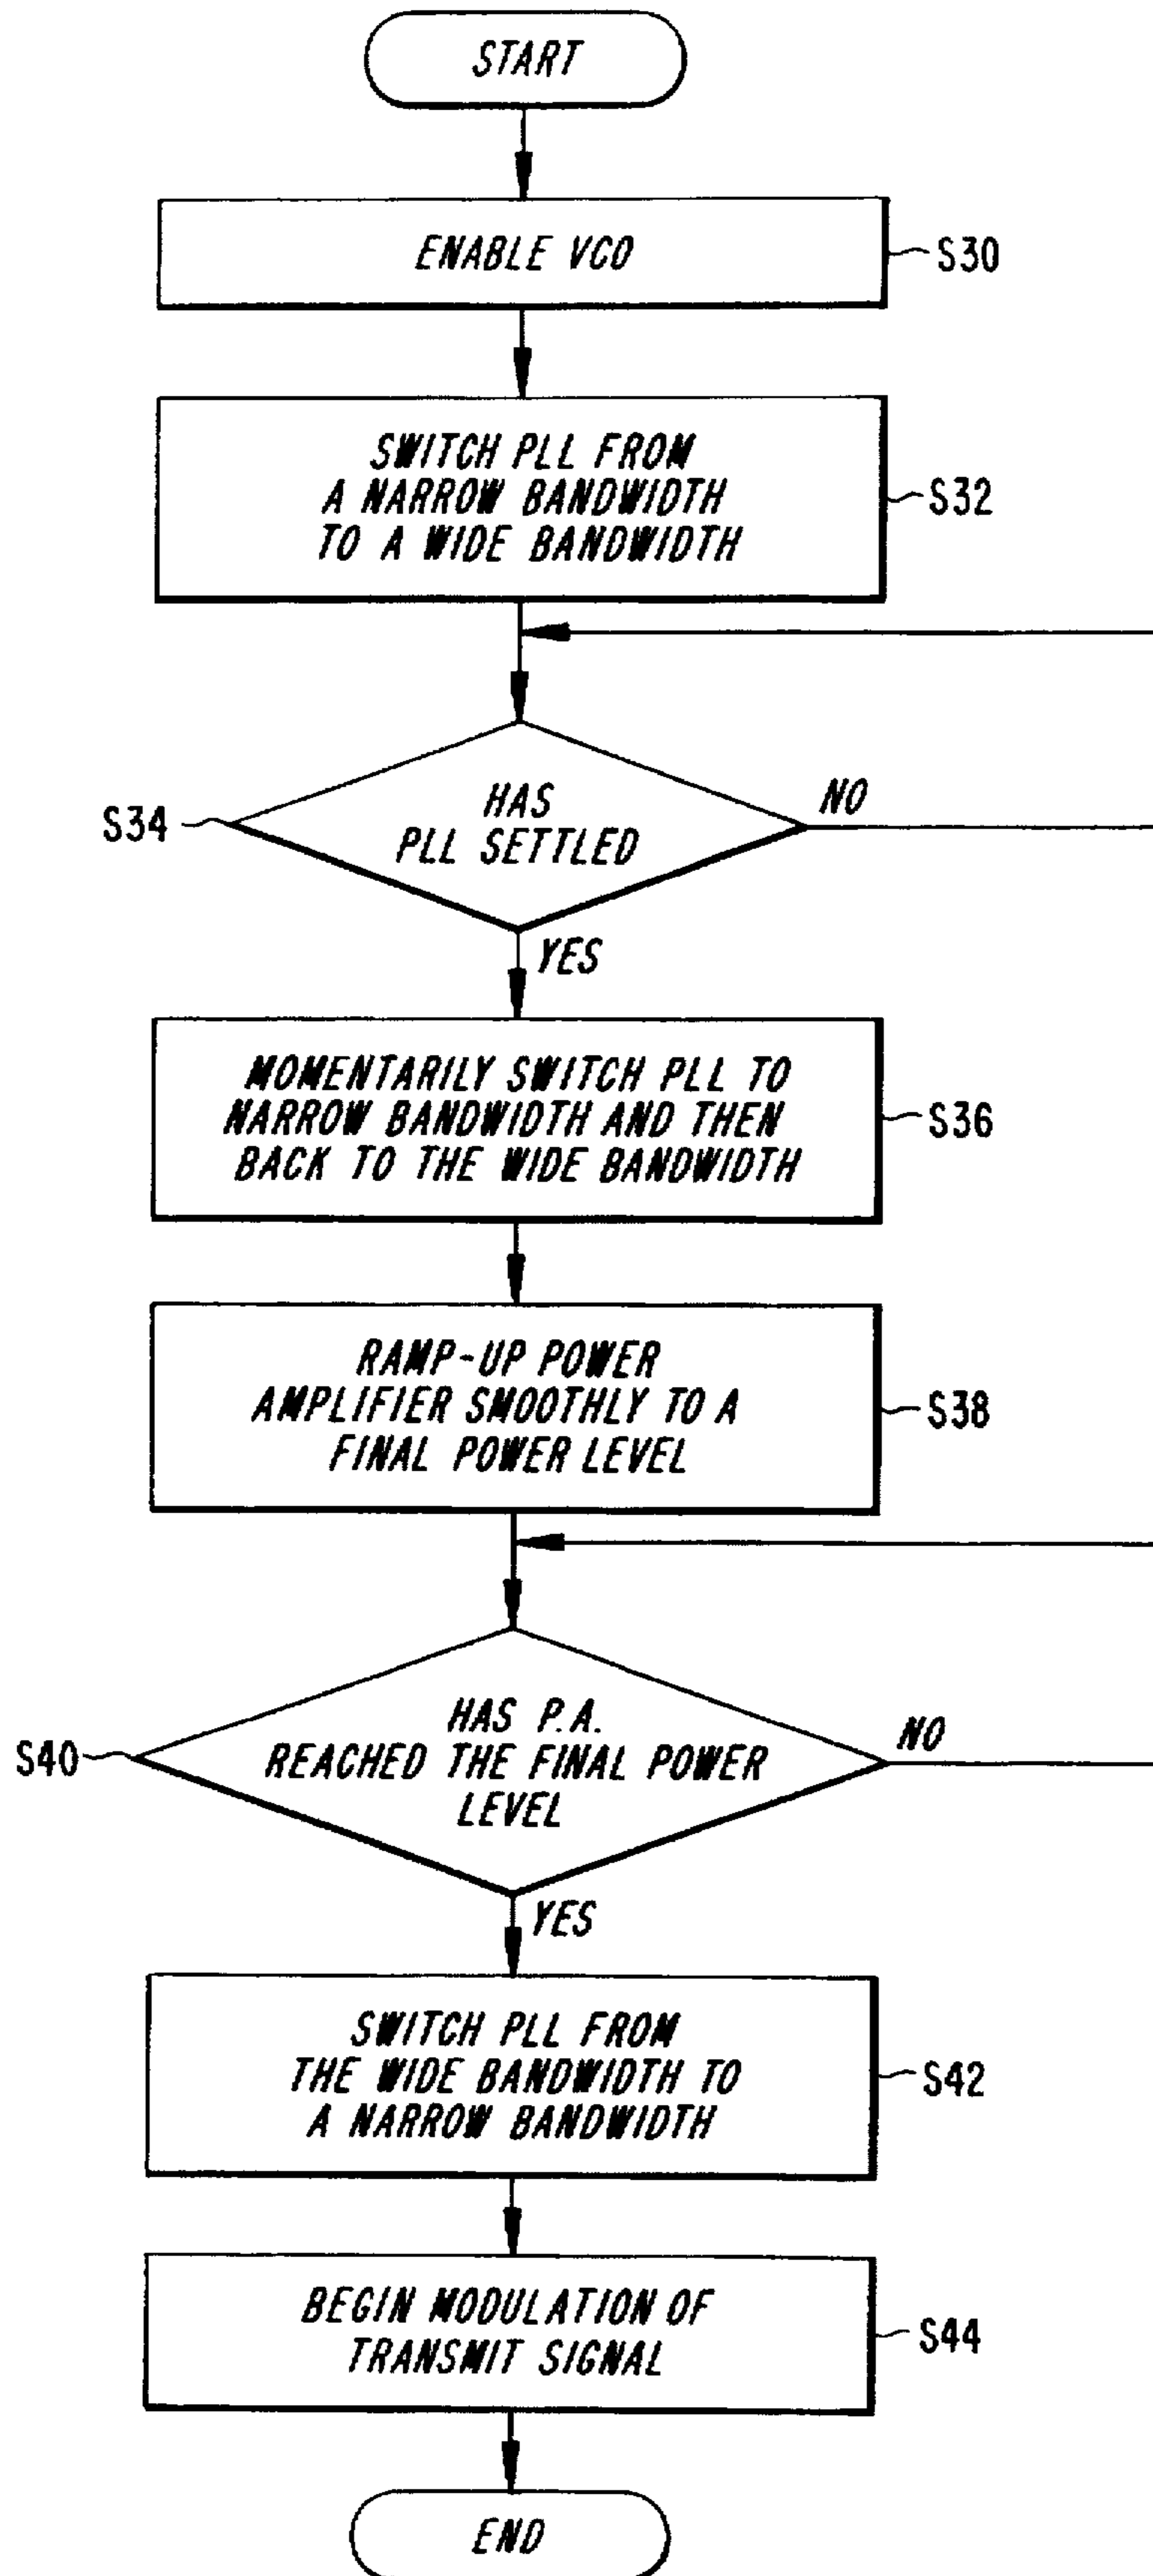 START
ENABLE VCO
S30
SWITCH PLL FROM
A NARROW BANDWIDTH
TO A WIDE BANDWIDTH
S32
HAS
PLL SETTLED
S34
NO
YES
MOMENTARILY SWITCH PLL TO
NARROW BANDWIDTH AND THEN
BACK TO THE WIDE BANDWIDTH
S36
RAMP-UP POWER
AMPLIFIER SMOOTHLY TO A
FINAL POWER LEVEL
S38
HAS P.A.
REACHED THE FINAL POWER
LEVEL
S40
NO
YES
SWITCH PLL FROM
THE WIDE BANDWIDTH TO
A NARROW BANDWIDTH
S42
BEGIN MODULATION OF
TRANSMIT SIGNAL
S44
END